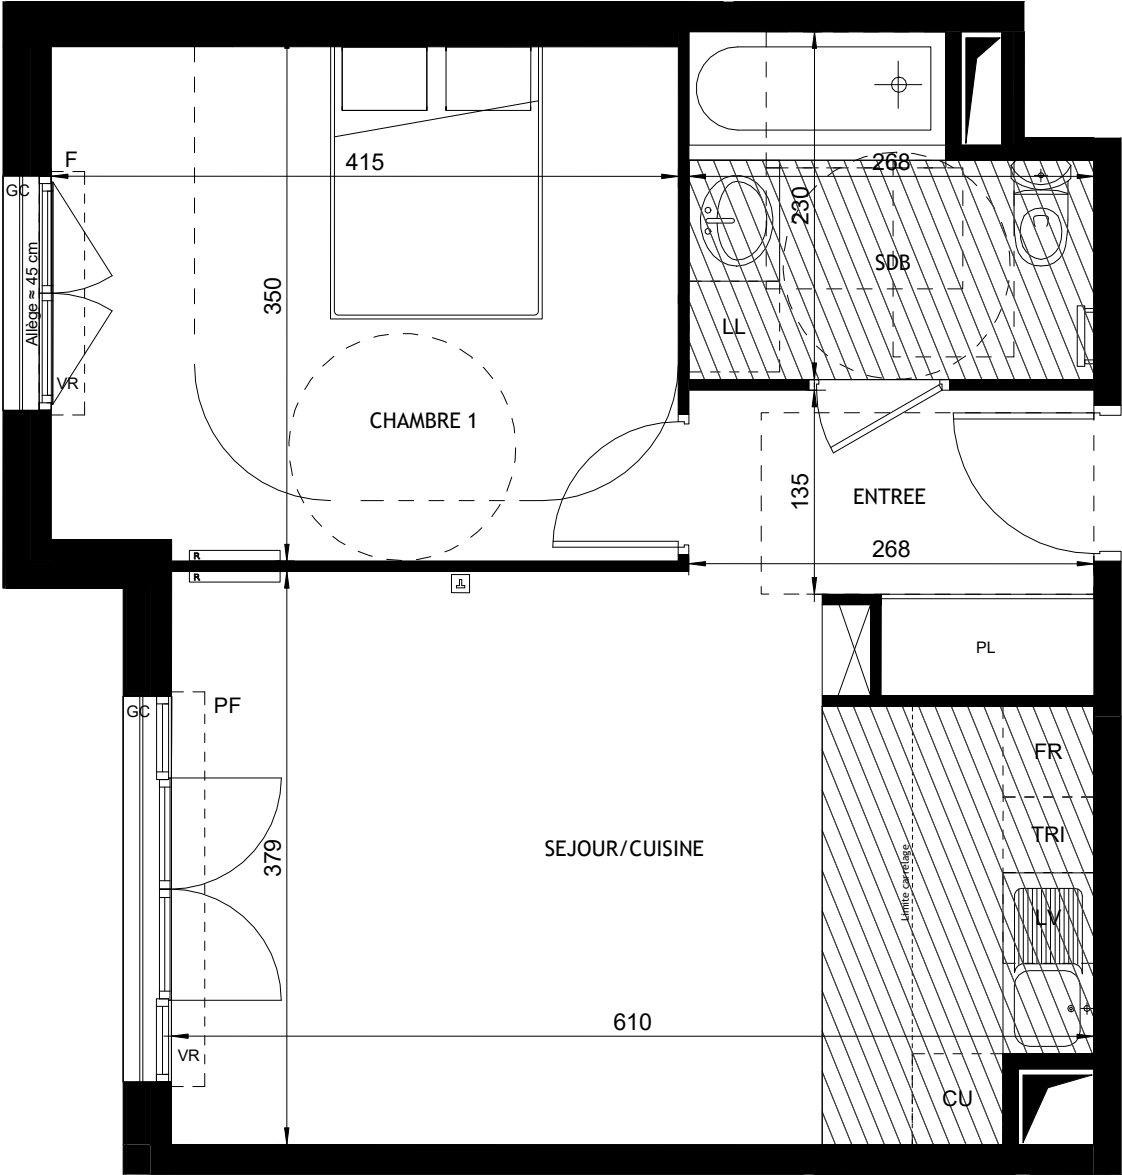 F
415
268
GC
230
Allège ≈ 45 cm
SDB
350
LL
VR
CHAMBRE 1
135
ENTREE
268
R
R
T
PL
GC
PF
FR
TRI
379
SEJOUR/CUISINE
Limite carrelage
LV
610
VR
CU